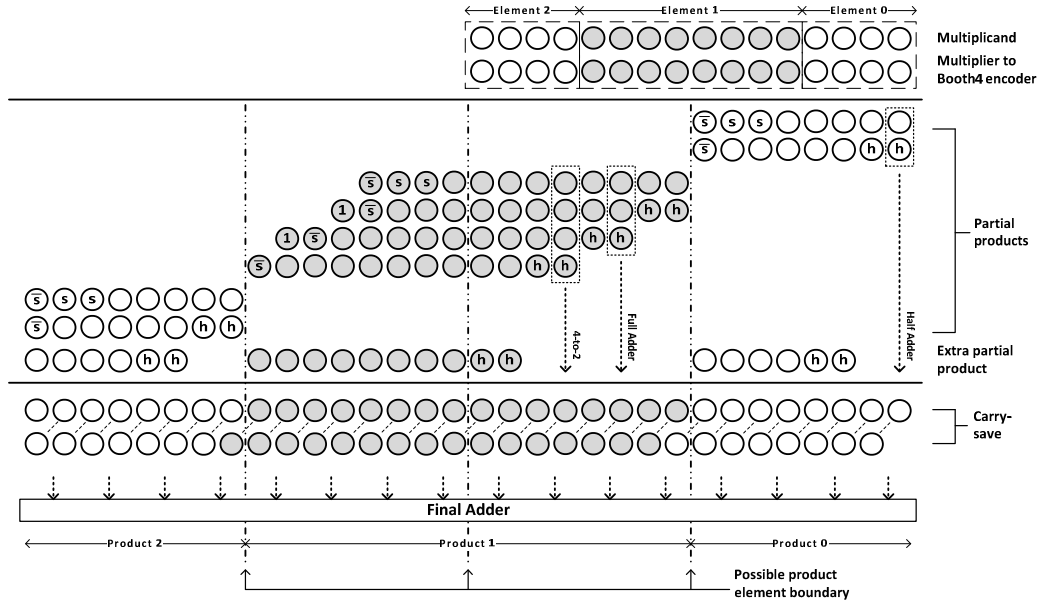 Element 2 Element 1 Element 0
Multiplicand
Multiplier to
Booth4 encoder
s̅ s s
s̅ h h
s̅ s s
1 s̅ h h
1 s̅ h h
s̅ h h
s̅ s s
s̅ h h
Partial
products
4-to-2
Full Adder
Half Adder
h h h h h h
Extra partial
product
Carry-
save
Final Adder
Product 2 Product 1 Product 0
Possible product
element boundary